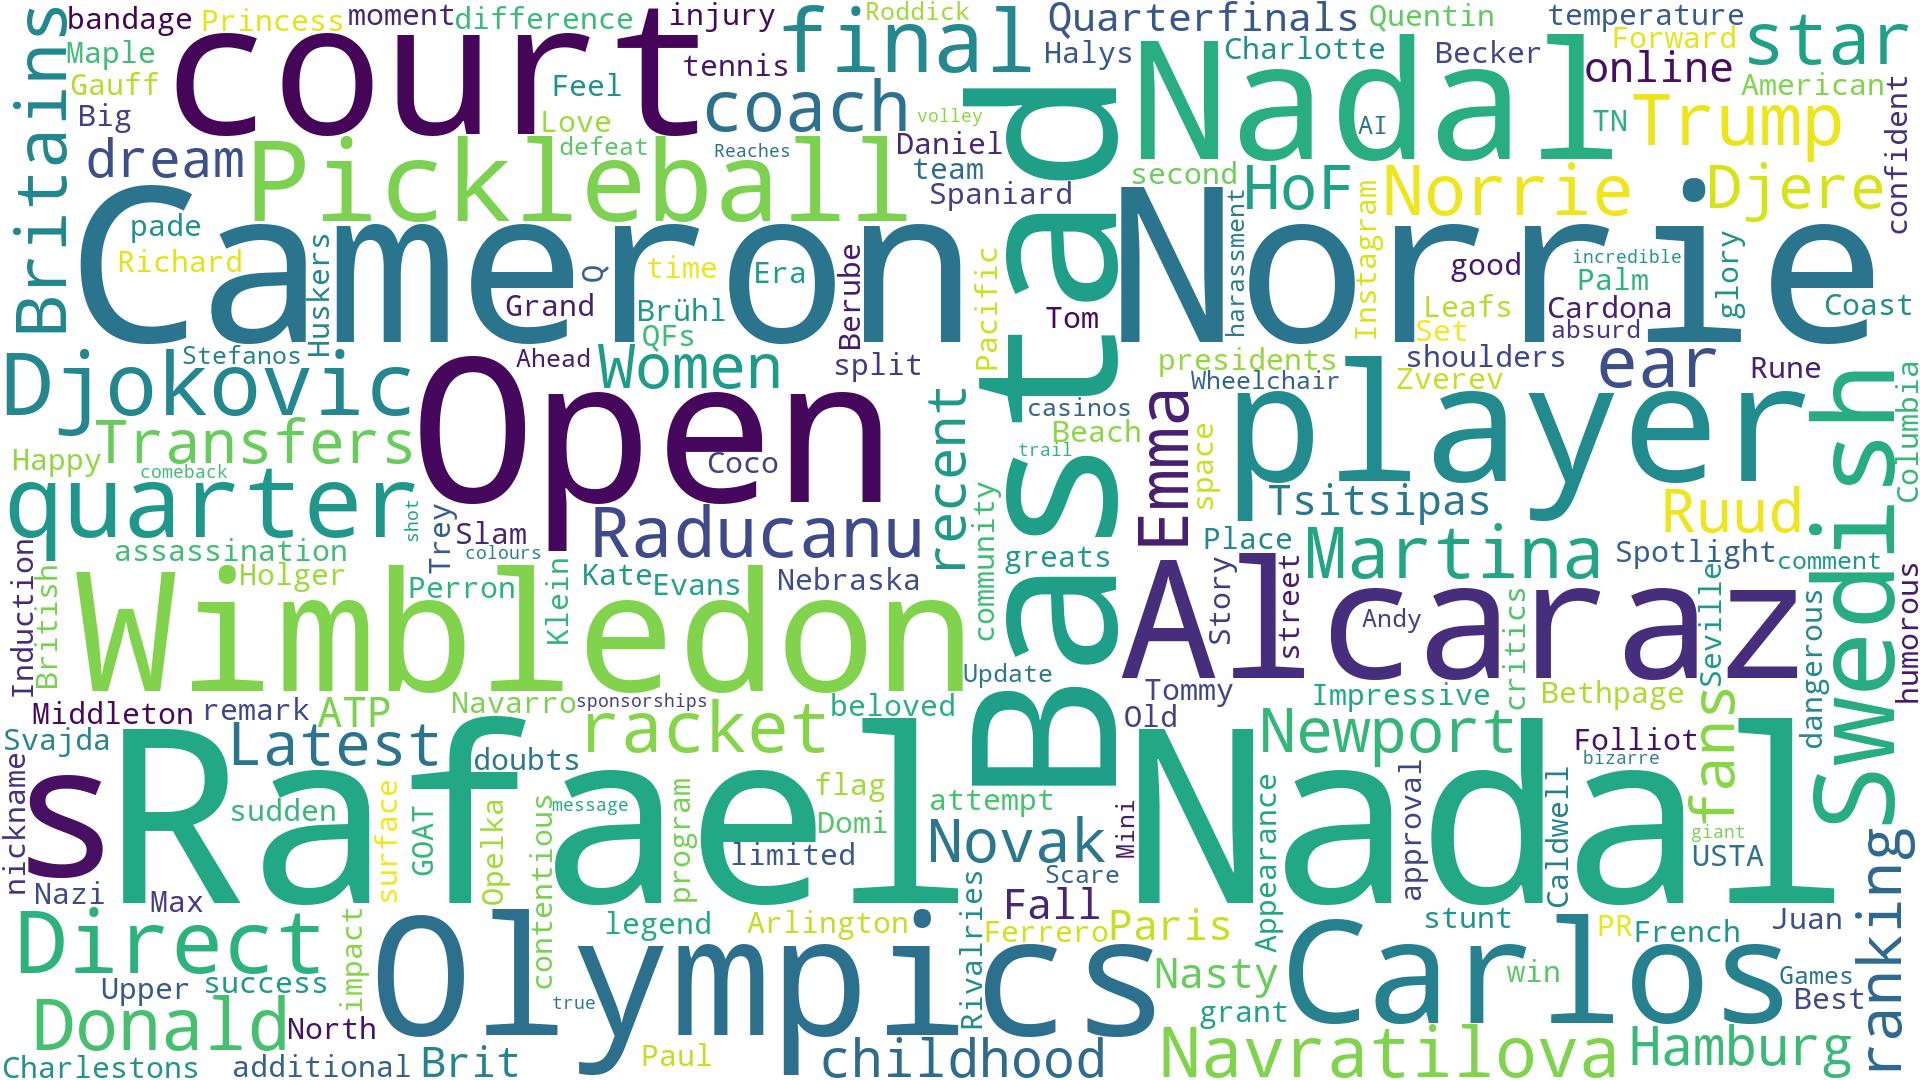 bandage
Princess
moment
difference
injury
Roddick
Quarterfinals
Quentin
temperature
Britains
Maple
court
final
Halys
Charlotte
Becker
Forward
star
Gauff
Feel
tennis
coach
Nadal
online
American
Big
Love
volley
AI
TN
Trump
confident
dream
Pickleball
defeat
Reaches
Daniel
team
Spaniard
Bastad
second
HoF
Instagram
Norrie
Djere
Cameron
Norrie
pade
Richard
Huskers
Q
time
Era
Berube
Pacific
harassment
good
incredible
Palm
glory
Grand
Brühl
QFs
Tom
Leafs
Cardona
Set
absurd
Coast
Djokovic
Stefanos
Ahead
Women
split
presidents
shoulders
ear
Rune
Open
Wheelchair
Zverev
player
Swedish
Columbia
Transfers
recent
casinos
Beach
Emma
space
Happy
comeback
Coco
trail
quarter
shot
Trey
Slam
colours
Raducanu
community
greats
Tsitsipas
Ruud
assassination
Place
Martina
Spotlight
comment
Induction
British
Holger
Perron
Klein
Kate
Evans
Nebraska
Wimbledon
Alcaraz
Story
street
Andy
critics
Seville
dangerous
humorous
Update
Middleton
remark
ATP
Navarro
sponsorships
beloved
Tommy
Impressive
Bethpage
Old
Svajda
Latest
doubts
racket
Newport
Folliot
bizarre
fans
nickname
s
Rafael
Nadal
sudden
surface
GOAT
Opelka
contentious
message
program
flag
Domi
attempt
Novak
Mini
Appearance
approval
Caldwell
giant
USTA
ranking
limited
Scare
Nazi
Max
Direct
impact
Olympics
legend
Arlington
Rivalries
Fall
Ferrero
Paris
Carlos
stunt
PR
French
Juan
Upper
success
true
Nasty
win
Games
Best
grant
Donald
North
Charlestons
additional
Brit
Paul
childhood
Navratilova
Hamburg